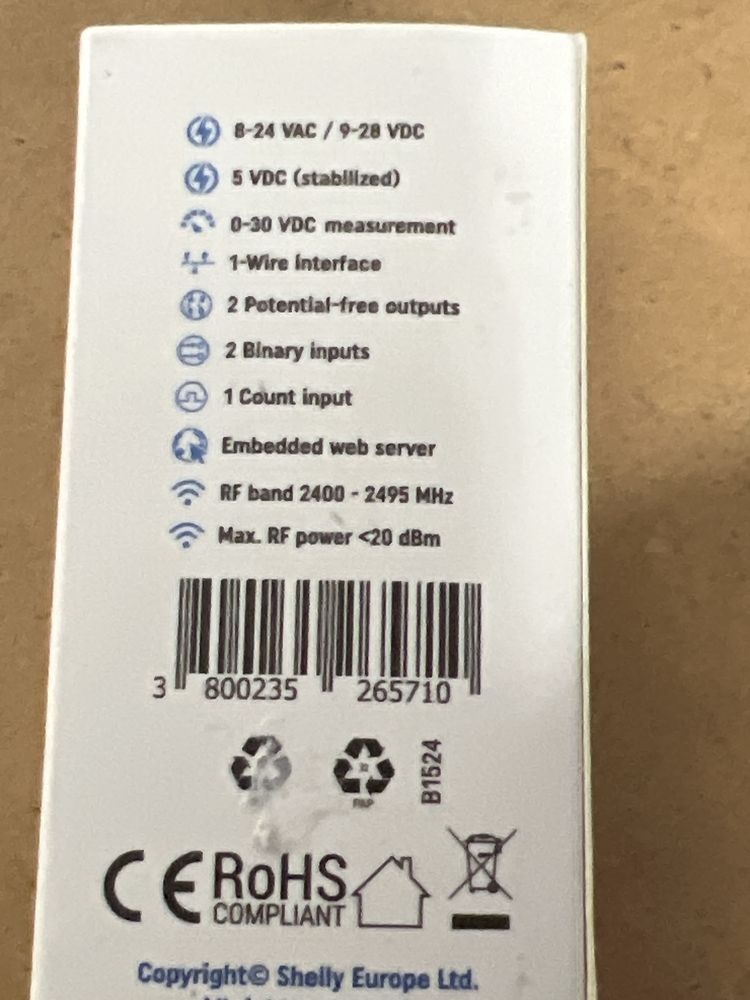 8-24 VAC / 9-28 VDC
5 VDC (stabilized)
0-30 VDC measurement
1-Wire interface
2 Potential-free outputs
2 Binary inputs
1 Count input
Embedded web server
RF band 2400 - 2495 MHz
Max. RF power <20 dBm
3 800235 265710
PAP
B1524
CE RoHS
COMPLIANT
Copyright© Shelly Europe Ltd.